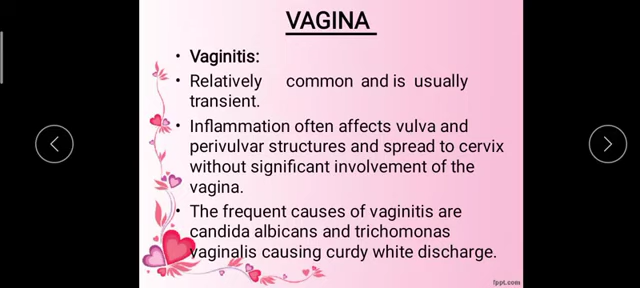 VAGINA
• Vaginitis:
• Relatively common and is usually
transient.
• Inflammation often affects vulva and
perivulvar structures and spread to cervix
without significant involvement of the
vagina.
• The frequent causes of vaginitis are
candida albicans and trichomonas
vaginalis causing curdy white discharge.
fppt.com